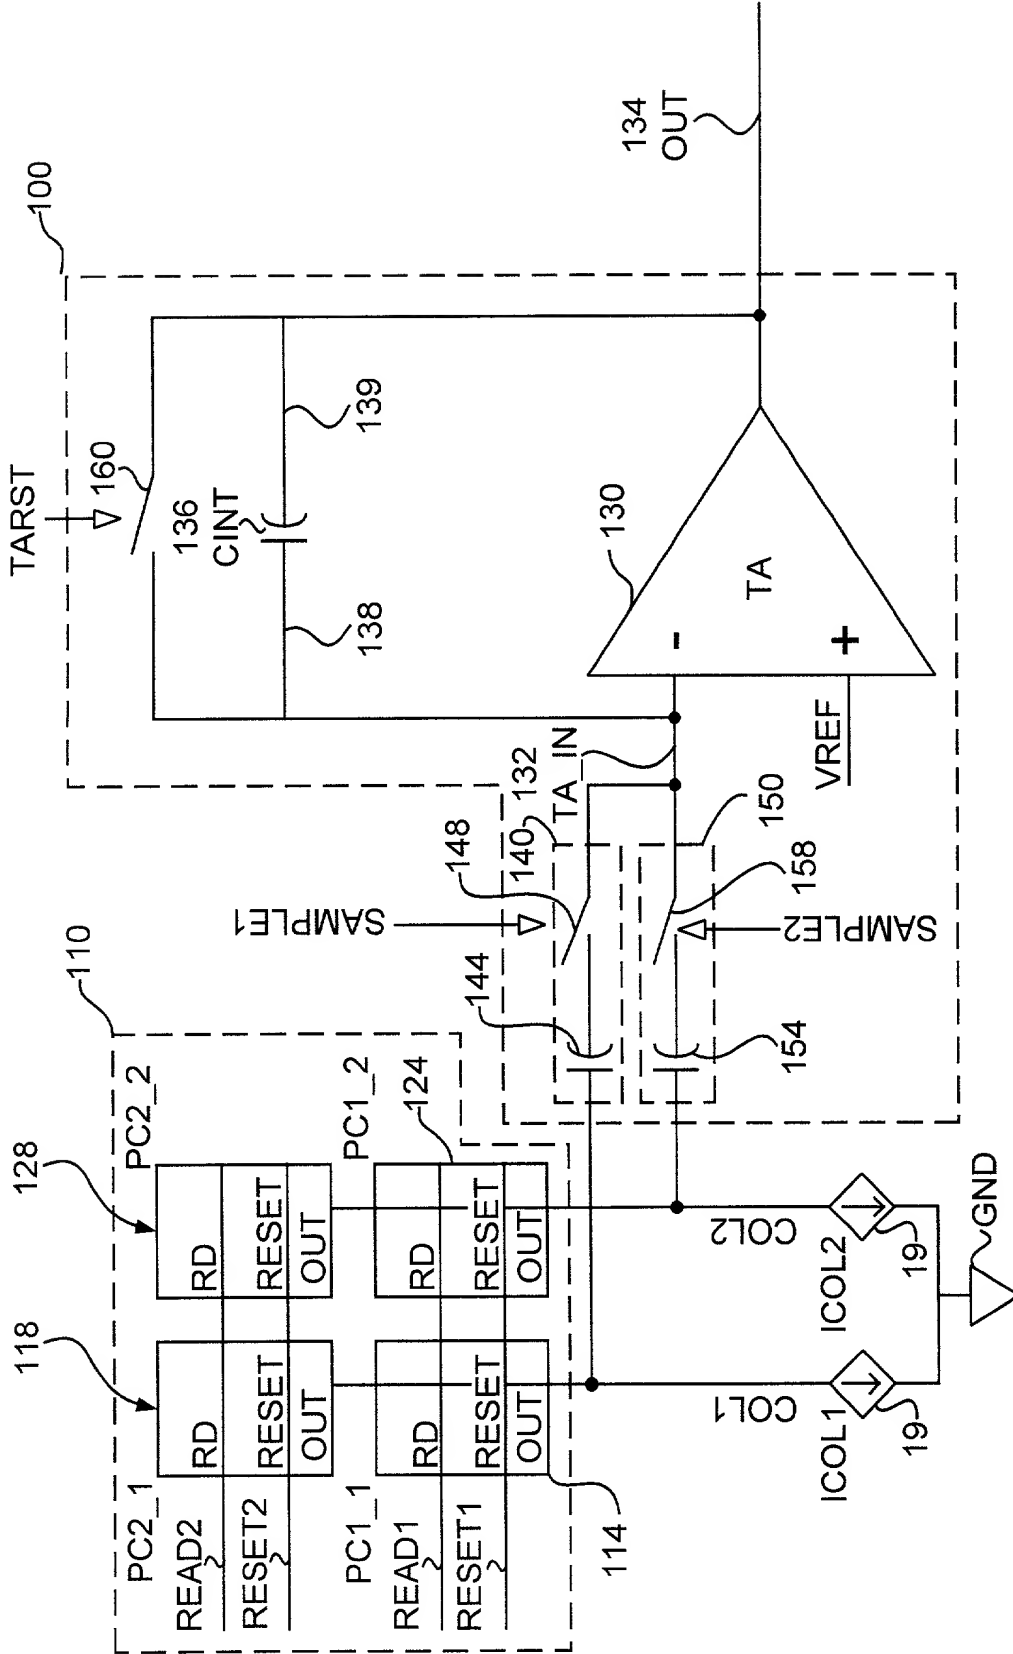 110
128
118
PC2_1
PC2_2
READ2
RD
RD
RESET2
RESET
RESET
OUT
OUT
PC1_1
PC1_2
124
READ1
RD
RD
RESET1
RESET
RESET
OUT
OUT
114
COL1
COL2
ICOL1
ICOL2
19
19
GND
100
TARST
160
136
CINT
138
139
SAMPLE1
148
144
140
132
TA_IN
150
158
154
SAMPLE2
130
TA
-
+
VREF
134
OUT